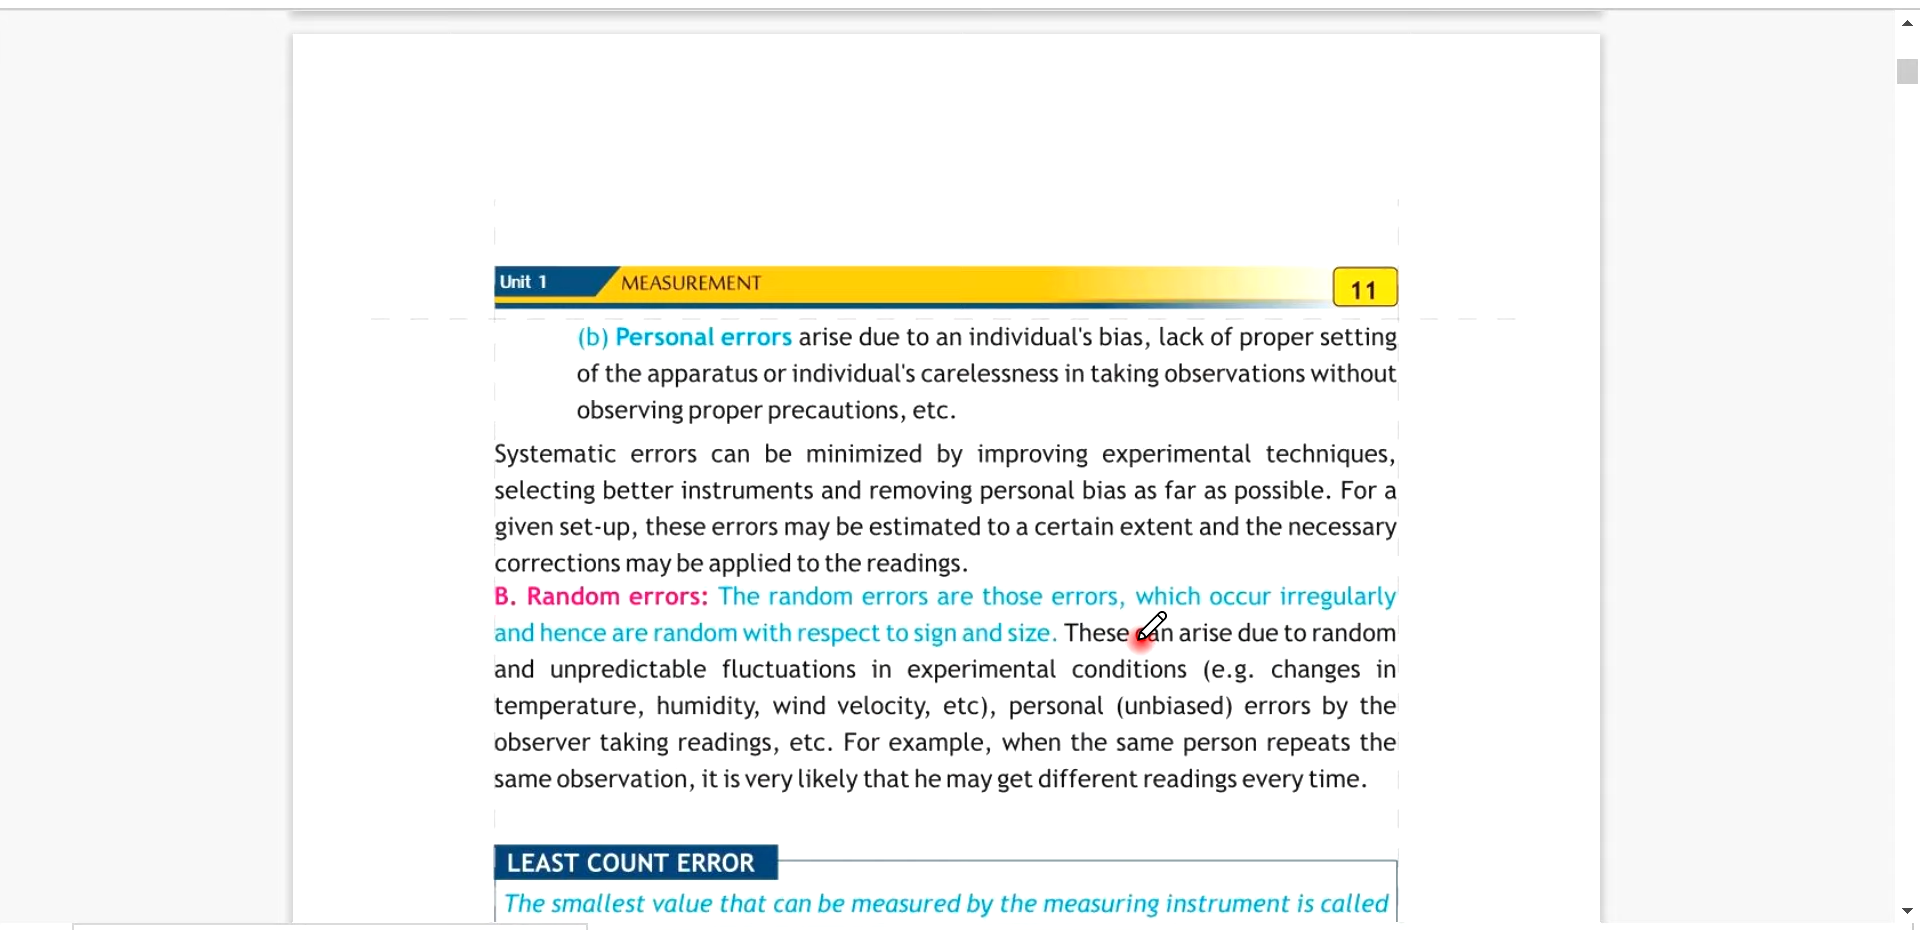 Unit 1 MEASUREMENT 11
(b) Personal errors arise due to an individual's bias, lack of proper setting
of the apparatus or individual's carelessness in taking observations without
observing proper precautions, etc.
Systematic errors can be minimized by improving experimental techniques,
selecting better instruments and removing personal bias as far as possible. For a
given set-up, these errors may be estimated to a certain extent and the necessary
corrections may be applied to the readings.
B. Random errors: The random errors are those errors, which occur irregularly
and hence are random with respect to sign and size. These can arise due to random
and unpredictable fluctuations in experimental conditions (e.g. changes in
temperature, humidity, wind velocity, etc), personal (unbiased) errors by the
observer taking readings, etc. For example, when the same person repeats the
same observation, it is very likely that he may get different readings every time.
LEAST COUNT ERROR
The smallest value that can be measured by the measuring instrument is called